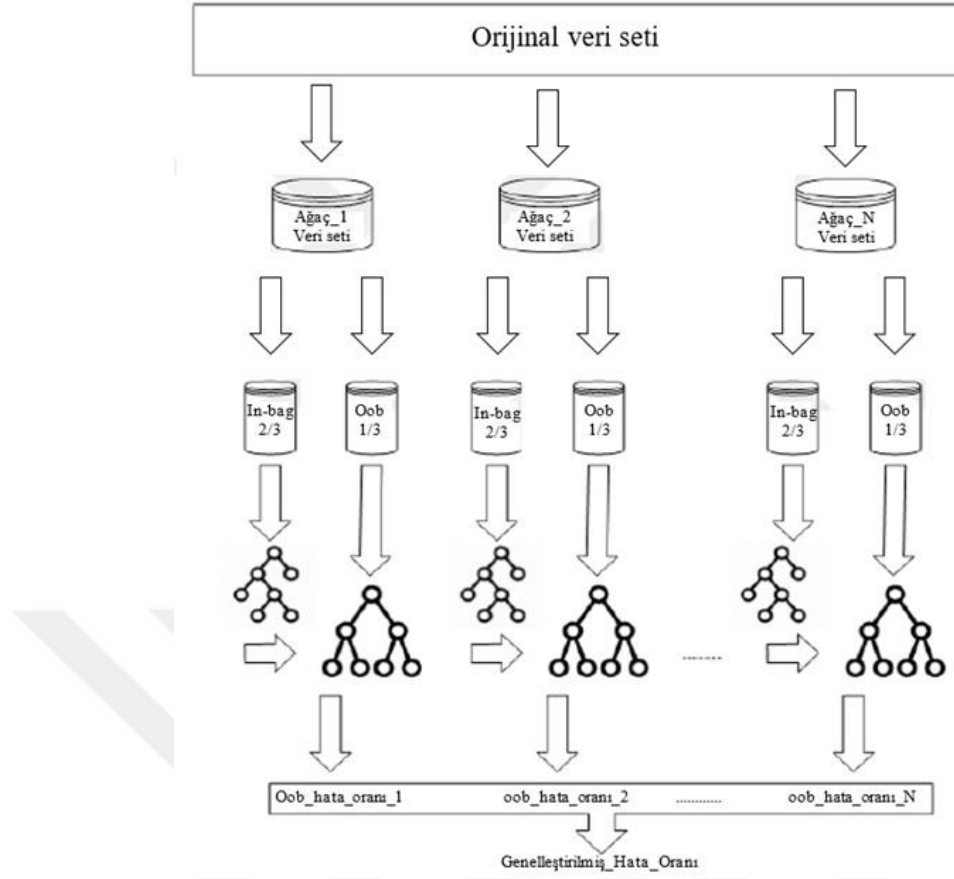 Orijinal veri seti
Ağaç_1
Veri seti
Ağaç_2
Veri seti
Ağaç_N
Veri seti
In-bag
2/3
Oob
1/3
In-bag
2/3
Oob
1/3
In-bag
2/3
Oob
1/3
........
Oob_hata_oranı_1 oob_hata_oranı_2 ............ oob_hata_oranı_N
Genelleştirilmiş_Hata_Oranı